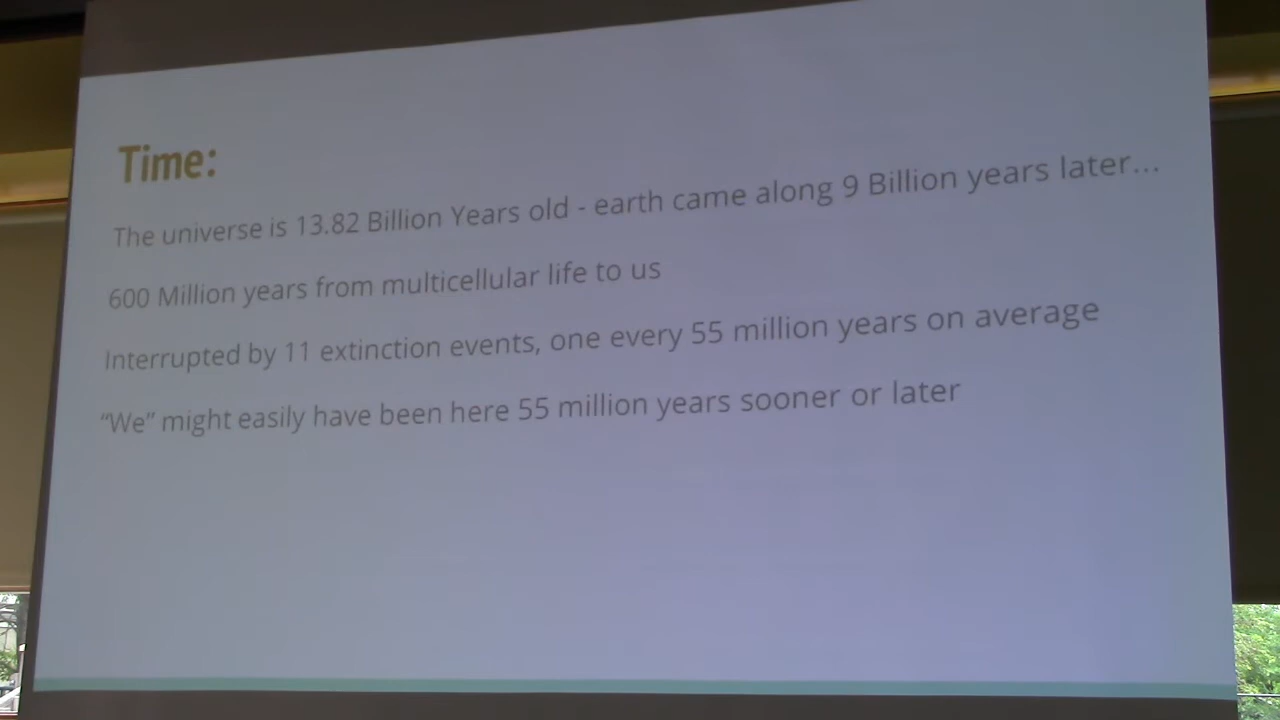 Time:
The universe is 13.82 Billion Years old - earth came along 9 Billion years later...
600 Million years from multicellular life to us
Interrupted by 11 extinction events, one every 55 million years on average
“We” might easily have been here 55 million years sooner or later